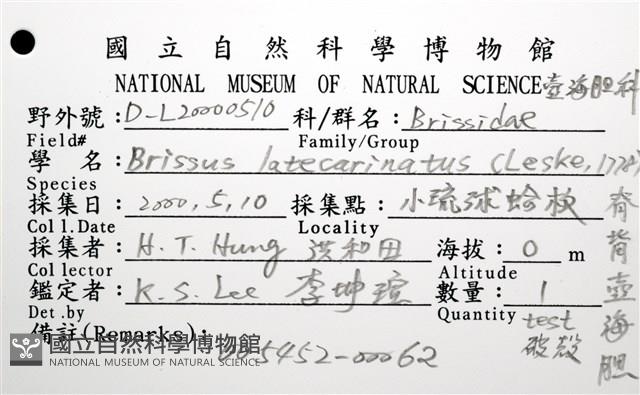 國立自然科學博物館
NATIONAL MUSEUM OF NATURAL SCIENCE 壺海胆科
野外號: D-L20000510 科/群名: Brissidae
Field# Family/Group
學名: Brissus latecarinatus (Leske, 1778)
Species
採集日: 2000, 5, 10 採集點: 小琉球蛤板
Col l.Date Locality
採集者: H. T. Hung 洪和田 海拔: 0 m
Col lector Altitude
鑑定者: K. S. Lee 李坤瑄 數量: 1
Det .by Quantity test
備註(Remarks): 破殼
005452-00062
脊背壺海胆
國立自然科學博物館
NATIONAL MUSEUM OF NATURAL SCIENCE